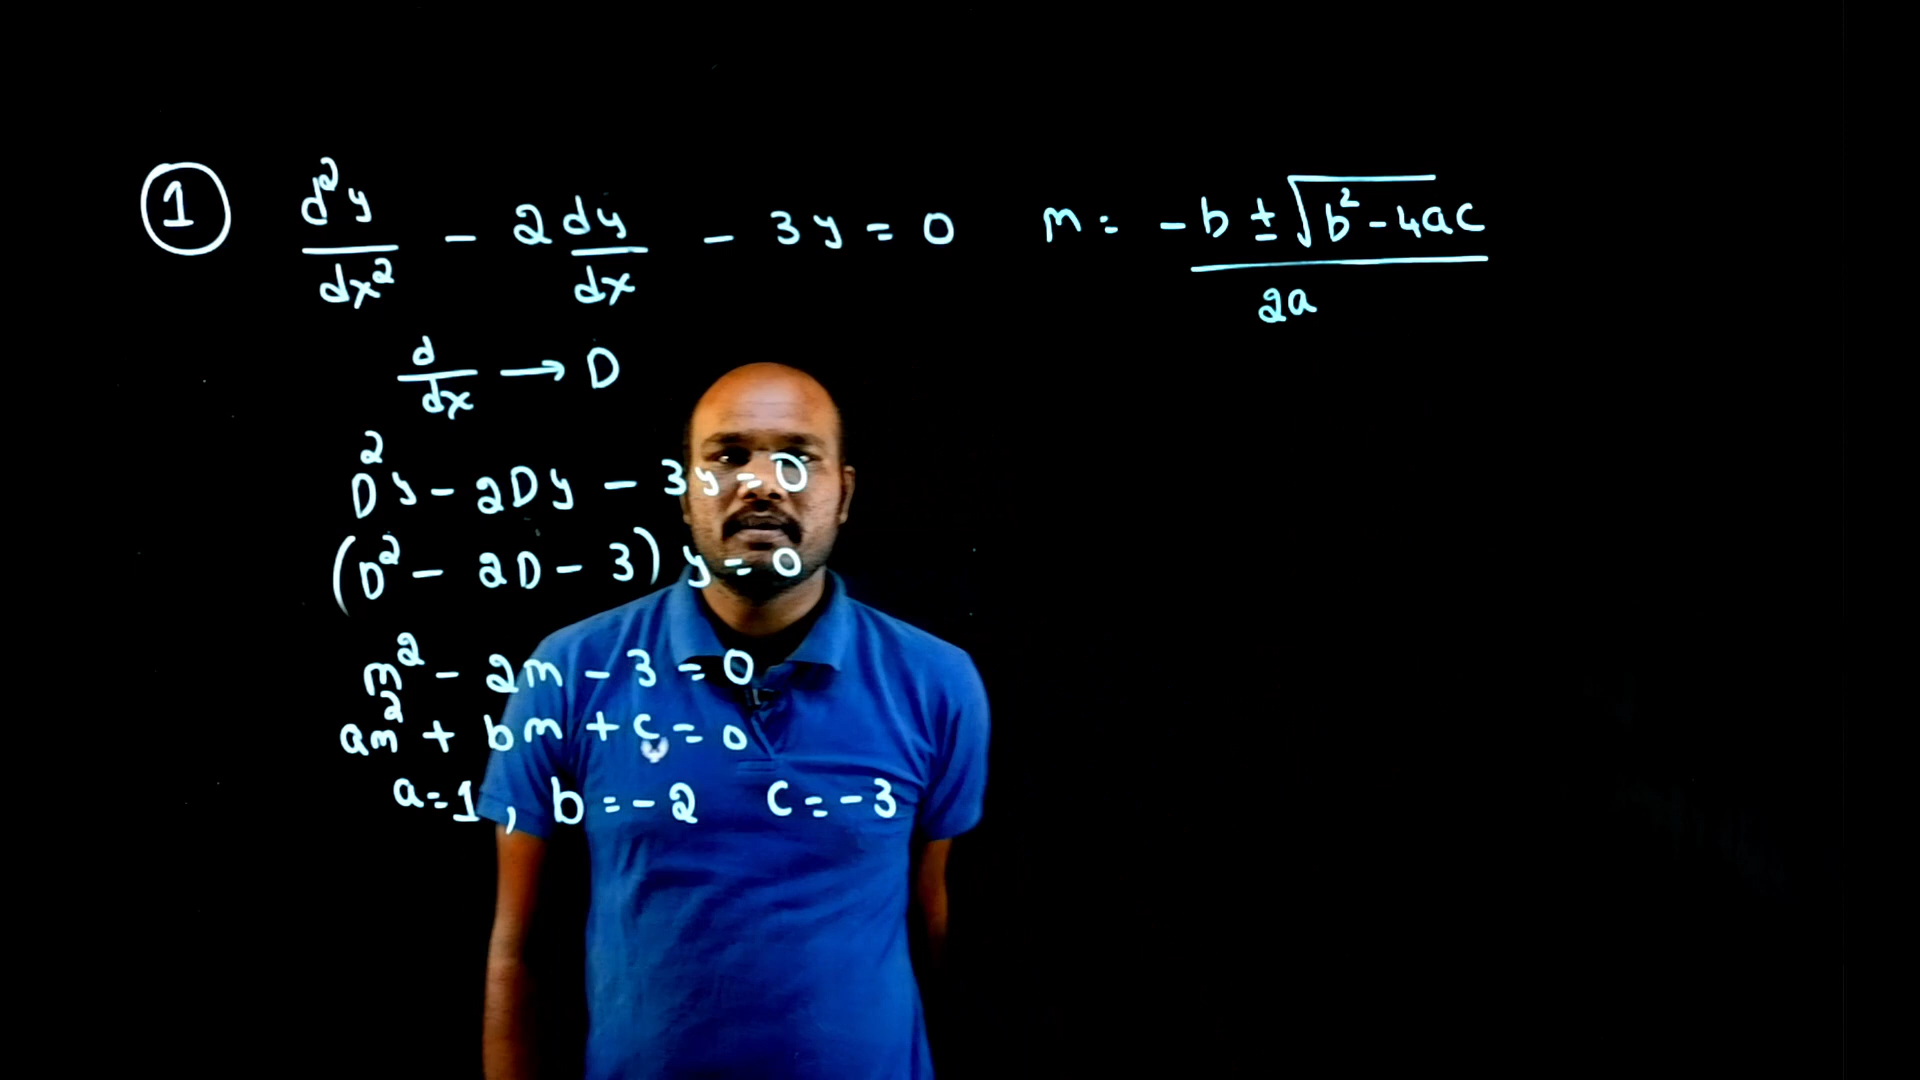 1 d²y/dx² - 2 dy/dx - 3y = 0
m = -b ± √b²-4ac / 2a
d/dx → D
D²y - 2Dy - 3y = 0
(D² - 2D - 3) y = 0
m² - 2m - 3 = 0
am² + bm + c = 0
a = 1, b = -2 c = -3